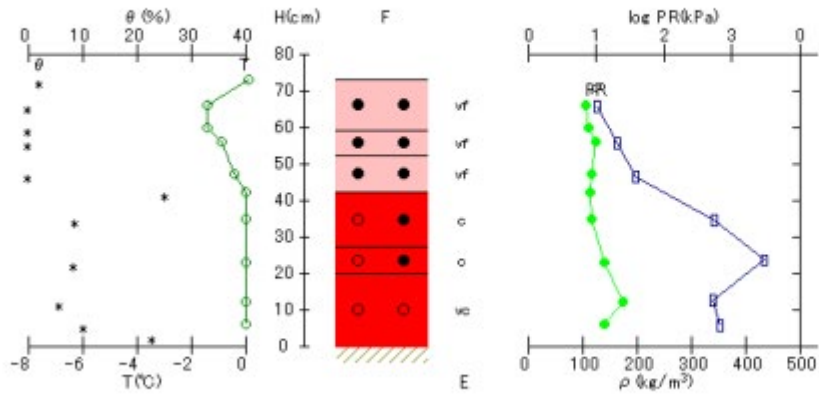 θ (%) H(cm) F log PR(kPa)
0 10 20 30 40 0 1 2 3 0
80
θ T
70
vf
60
vf
50
vf
40
c
30
c
20
vc
10
0
-8 -6 -4 -2 0
T(℃) E
0 100 200 300 400 500
ρ (kg/m³)